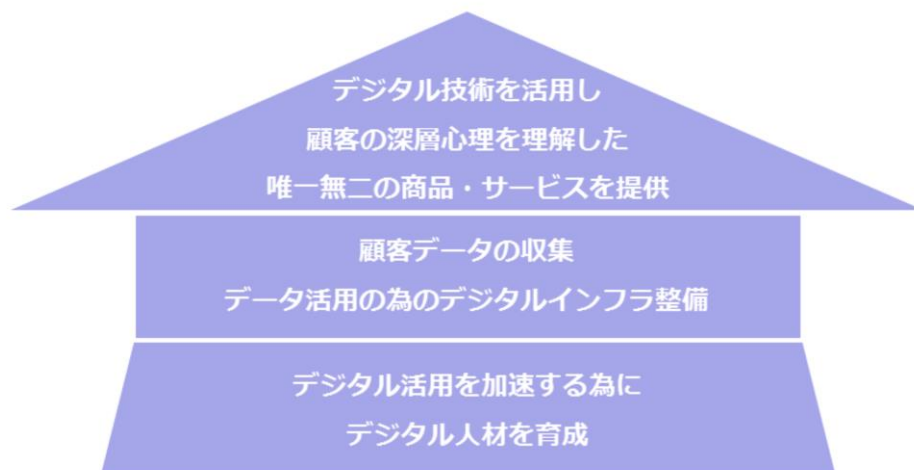 デジタル技術を活用し
顧客の深層心理を理解した
唯一無二の商品・サービスを提供
顧客データの収集
データ活用の為のデジタルインフラ整備
デジタル活用を加速する為に
デジタル人材を育成